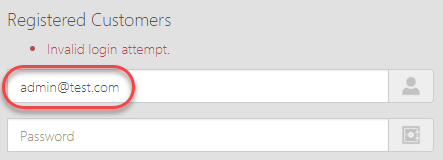 Registered Customers
• Invalid login attempt.
admin@test.com
Password